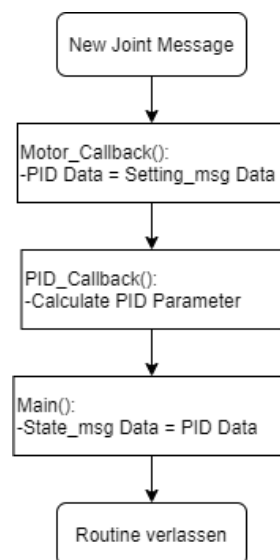 New Joint Message
Motor_Callback():
-PID Data = Setting_msg Data
PID_Callback():
-Calculate PID Parameter
Main():
-State_msg Data = PID Data
Routine verlassen